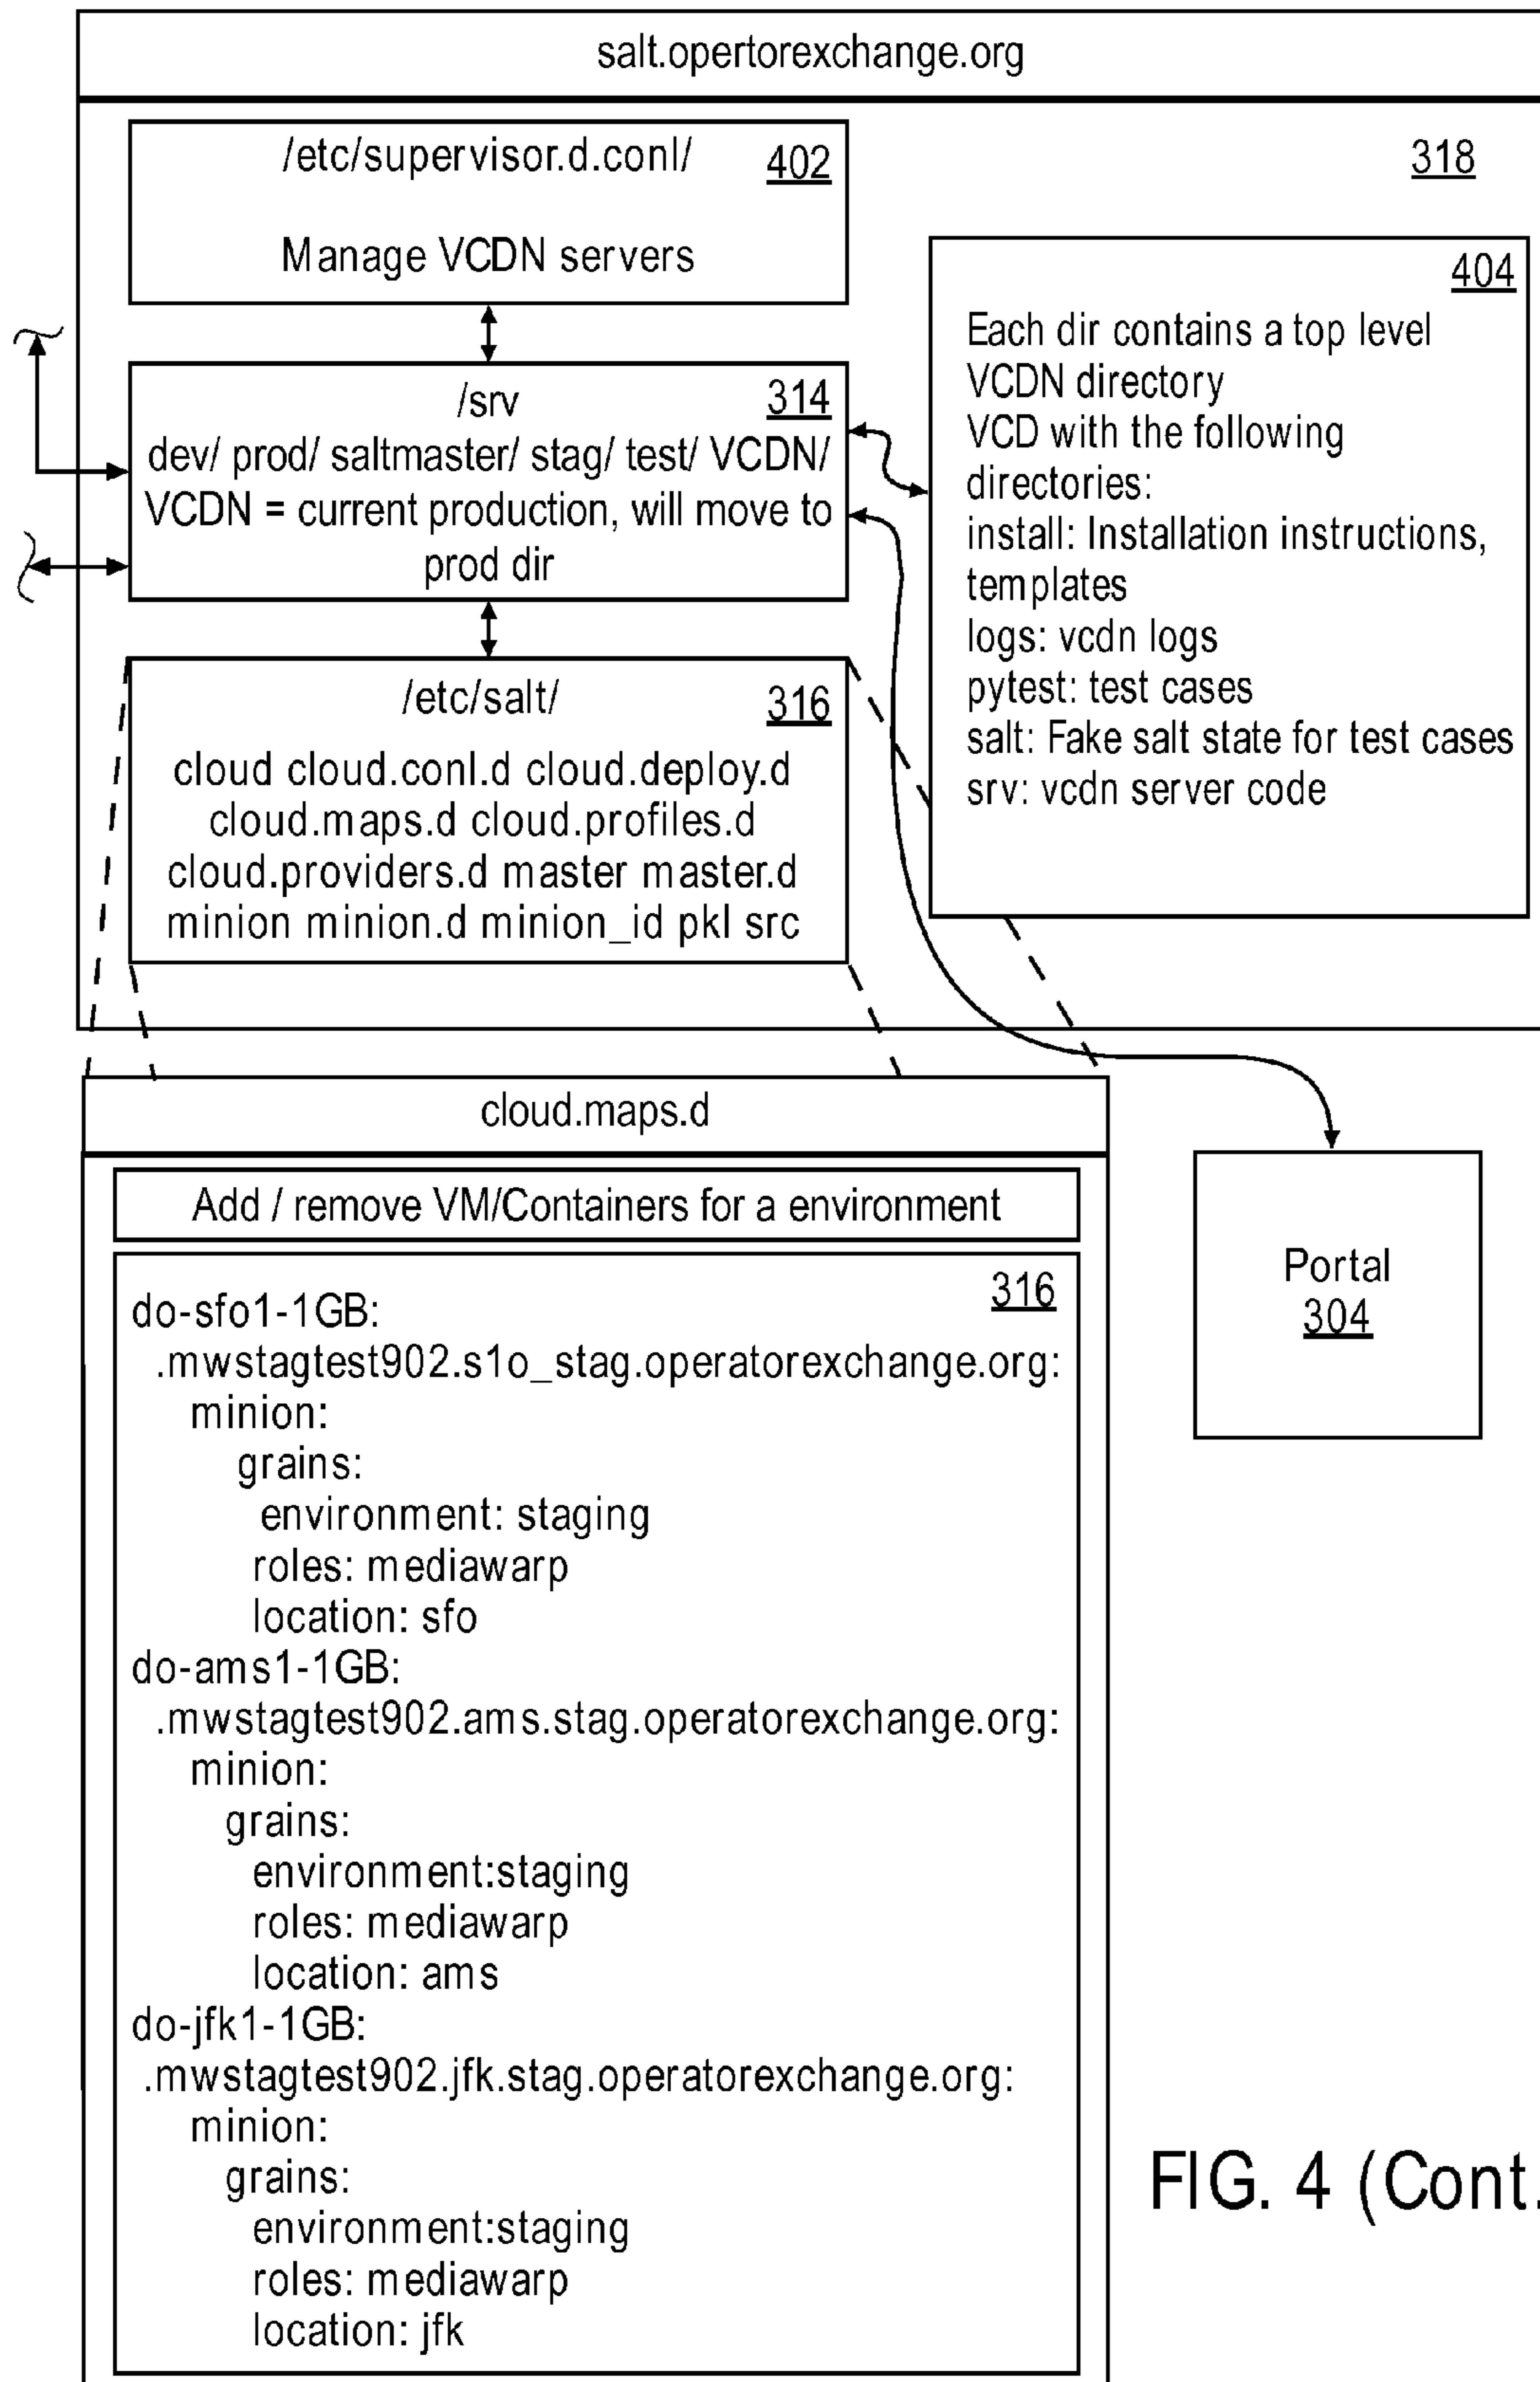 salt.opertorexchange.org
318
/etc/supervisor.d.conl/ 402
Manage VCDN servers
/srv 314
dev/ prod/ saltmaster/ stag/ test/ VCDN/
VCDN = current production, will move to
prod dir
/etc/salt/ 316
cloud cloud.conl.d cloud.deploy.d
cloud.maps.d cloud.profiles.d
cloud.providers.d master master.d
minion minion.d minion_id pkl src
404
Each dir contains a top level
VCDN directory
VCD with the following
directories:
install: Installation instructions,
templates
logs: vcdn logs
pytest: test cases
salt: Fake salt state for test cases
srv: vcdn server code
cloud.maps.d
Add / remove VM/Containers for a environment
316
do-sfo1-1GB:
.mwstagtest902.s1o_stag.operatorexchange.org:
minion:
grains:
environment: staging
roles: mediawarp
location: sfo
do-ams1-1GB:
.mwstagtest902.ams.stag.operatorexchange.org:
minion:
grains:
environment:staging
roles: mediawarp
location: ams
do-jfk1-1GB:
.mwstagtest902.jfk.stag.operatorexchange.org:
minion:
grains:
environment:staging
roles: mediawarp
location: jfk
Portal
304
FIG. 4 (Cont.